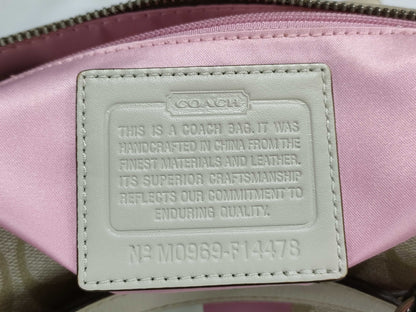 COACH
THIS IS A COACH BAG. IT WAS
HANDCRAFTED IN CHINA FROM THE
FINEST MATERIALS AND LEATHER.
ITS SUPERIOR CRAFTSMANSHIP
REFLECTS OUR COMMITMENT TO
ENDURING QUALITY.
Nº M0969-F14478